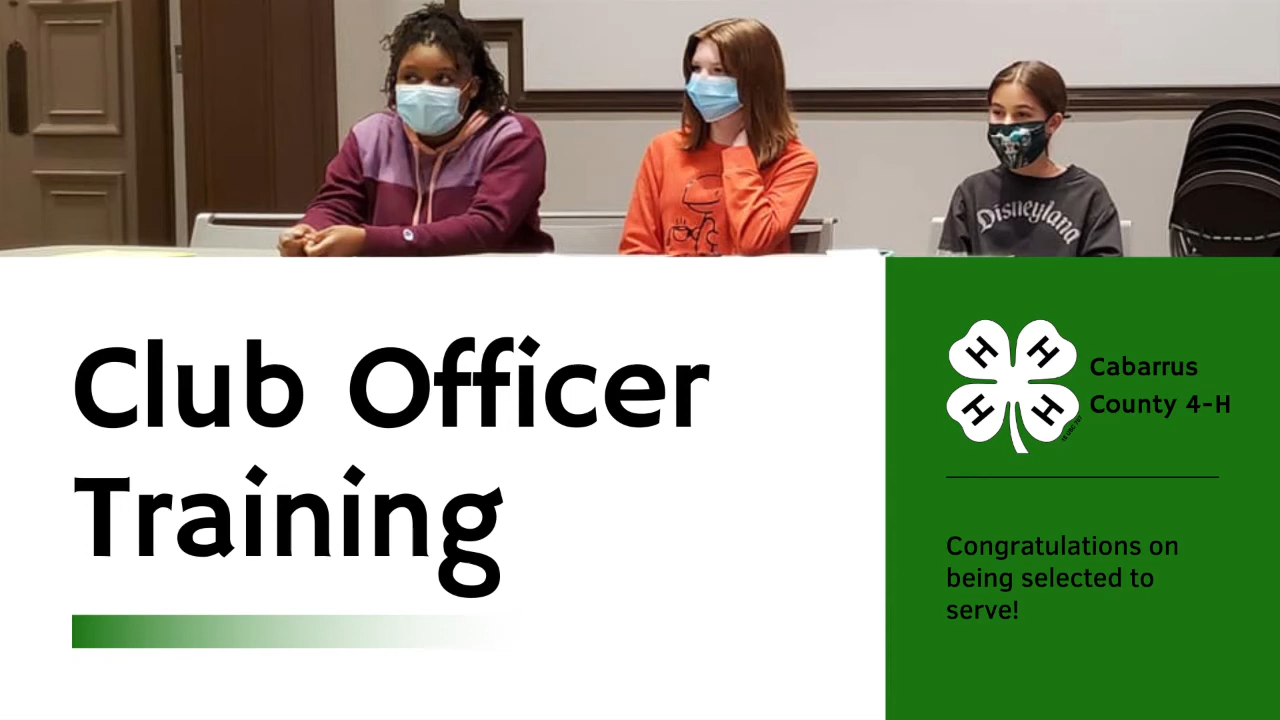 Disneyland
Club Officer
Training
H H
H H
Cabarrus
County 4-H
Congratulations on
being selected to
serve!